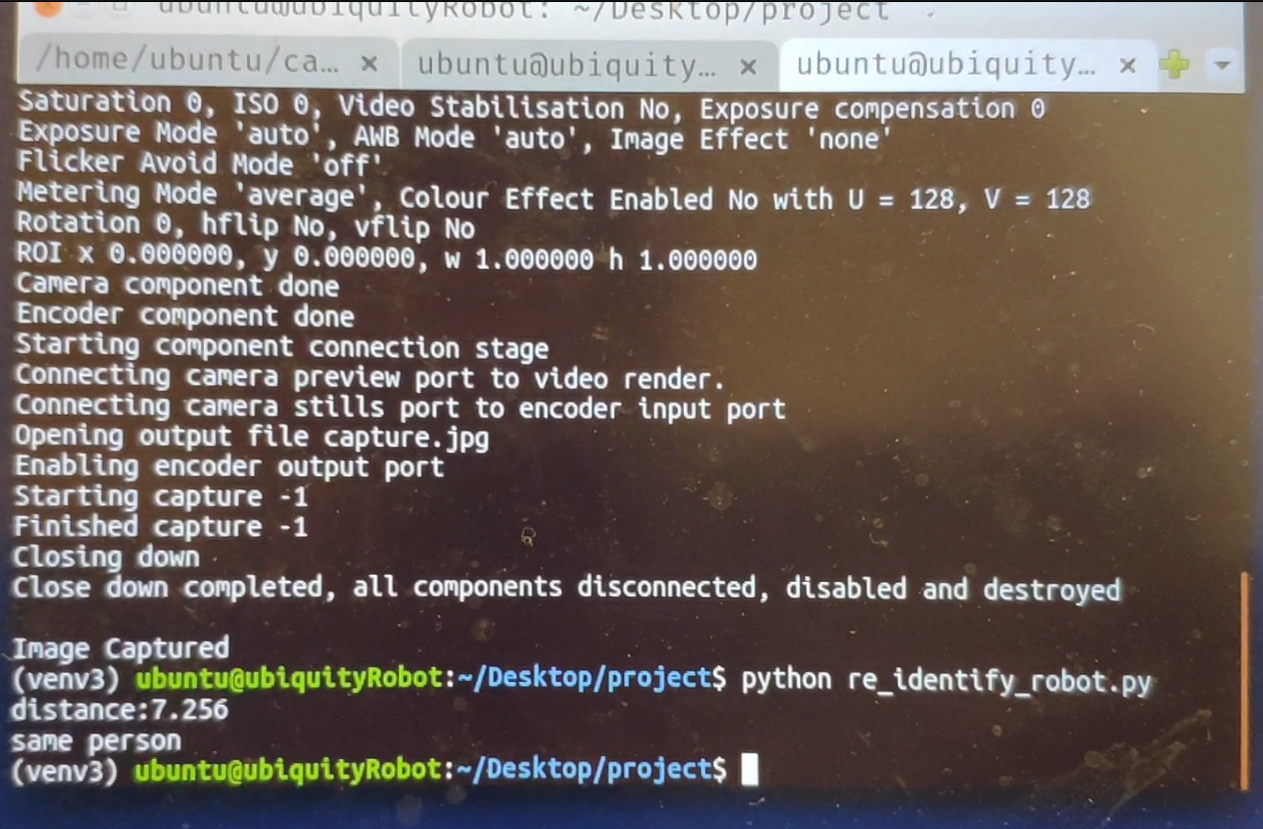 ubuntu@ubiquityRobot: ~/Desktop/project
/home/ubuntu/ca... × ubuntu@ubiquity... × ubuntu@ubiquity... ×
Saturation 0, ISO 0, Video Stabilisation No, Exposure compensation 0
Exposure Mode 'auto', AWB Mode 'auto', Image Effect 'none'
Flicker Avoid Mode 'off'
Metering Mode 'average', Colour Effect Enabled No with U = 128, V = 128
Rotation 0, hflip No, vflip No
ROI x 0.000000, y 0.000000, w 1.000000 h 1.000000
Camera component done
Encoder component done
Starting component connection stage
Connecting camera preview port to video render.
Connecting camera stills port to encoder input port
Opening output file capture.jpg
Enabling encoder output port
Starting capture -1
Finished capture -1
Closing down
Close down completed, all components disconnected, disabled and destroyed
Image Captured
(venv3) ubuntu@ubiquityRobot:~/Desktop/project$ python re_identify_robot.py
distance:7.256
same person
(venv3) ubuntu@ubiquityRobot:~/Desktop/project$